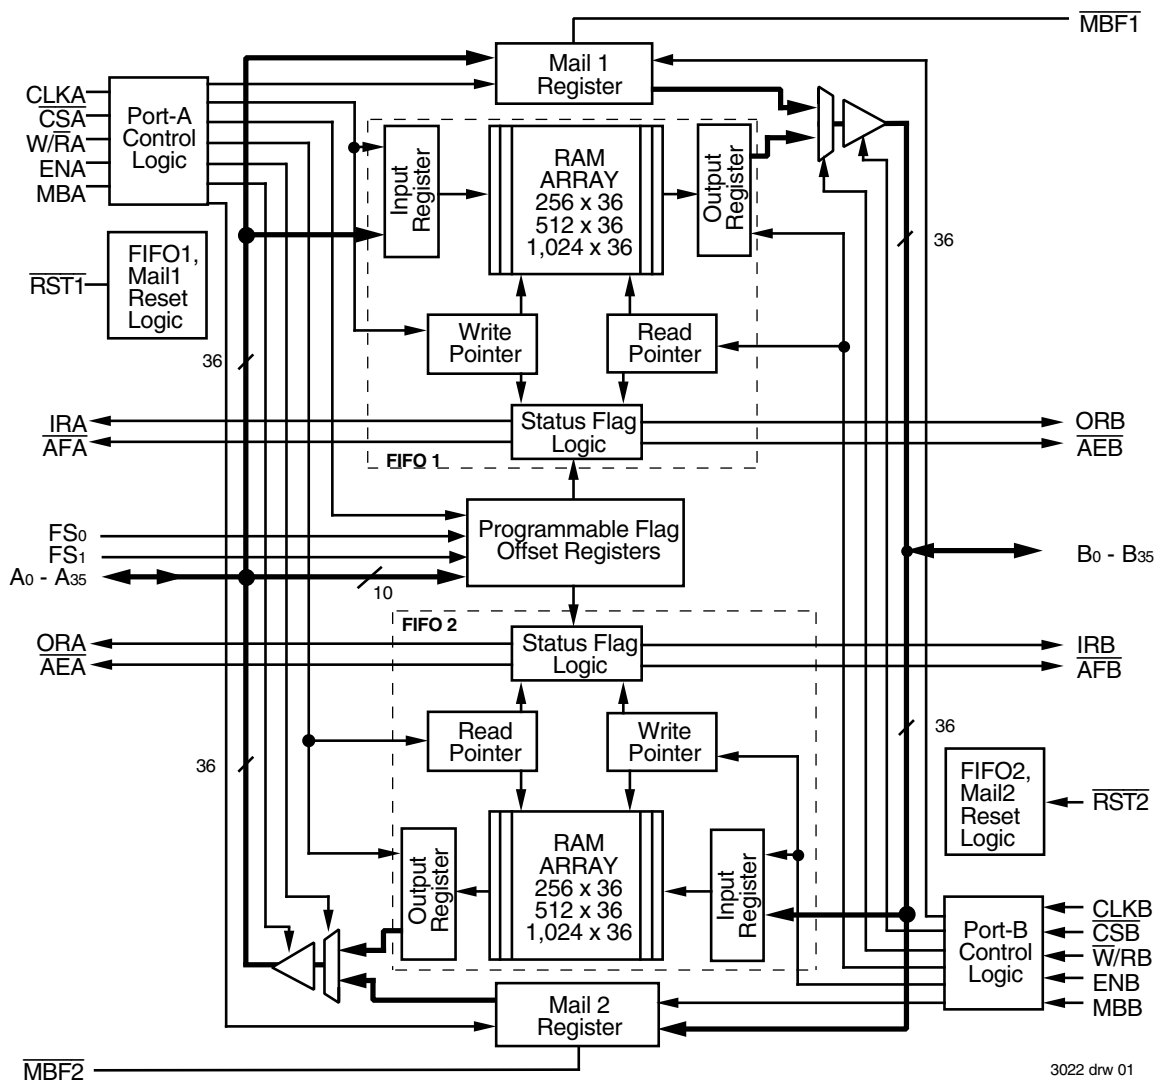 MBF1
Mail 1
Register
CLKA
CSA
W/RA
ENA
MBA
Port-A
Control
Logic
Input
Register
RAM
ARRAY
256 x 36
512 x 36
1,024 x 36
Output
Register
36
RST1
FIFO1,
Mail1
Reset
Logic
Write
Pointer
Read
Pointer
36
IRA
AFA
Status Flag
Logic
ORB
AEB
FIFO 1
FS0
FS1
A0 - A35
Programmable Flag
Offset Registers
10
B0 - B35
FIFO 2
ORA
AEA
Status Flag
Logic
IRB
AFB
Read
Pointer
Write
Pointer
36
36
FIFO2,
Mail2
Reset
Logic
RST2
Output
Register
RAM
ARRAY
256 x 36
512 x 36
1,024 x 36
Input
Register
Port-B
Control
Logic
CLKB
CSB
W/RB
ENB
MBB
Mail 2
Register
MBF2
3022 drw 01